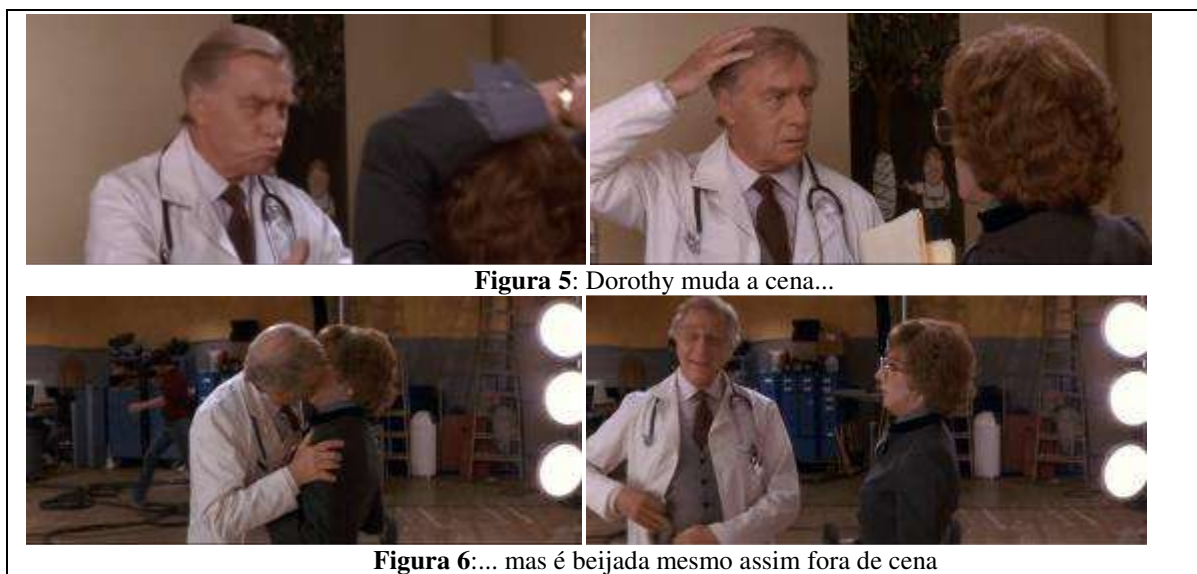 Figura 5: Dorothy muda a cena...
Figura 6:... mas é beijada mesmo assim fora de cena